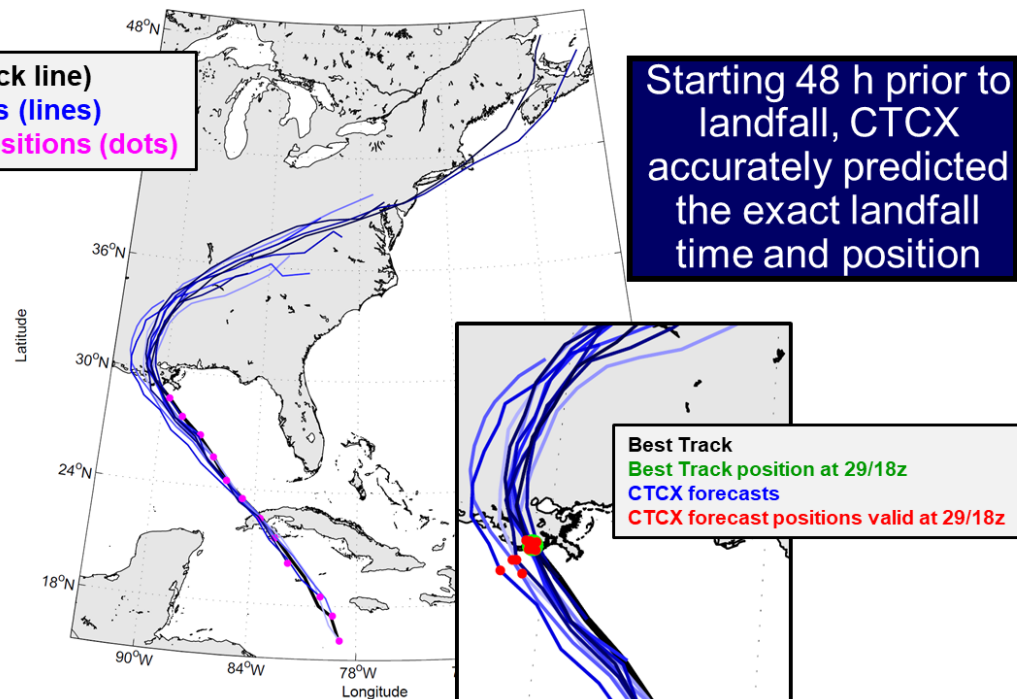 48°N
ck line)
s (lines)
sitions (dots)
Starting 48 h prior to
landfall, CTCX
accurately predicted
the exact landfall
time and position
36°N
Latitude
30°N
24°N
18°N
Best Track
Best Track position at 29/18z
CTCX forecasts
CTCX forecast positions valid at 29/18z
90°W
84°W
78°W
Longitude